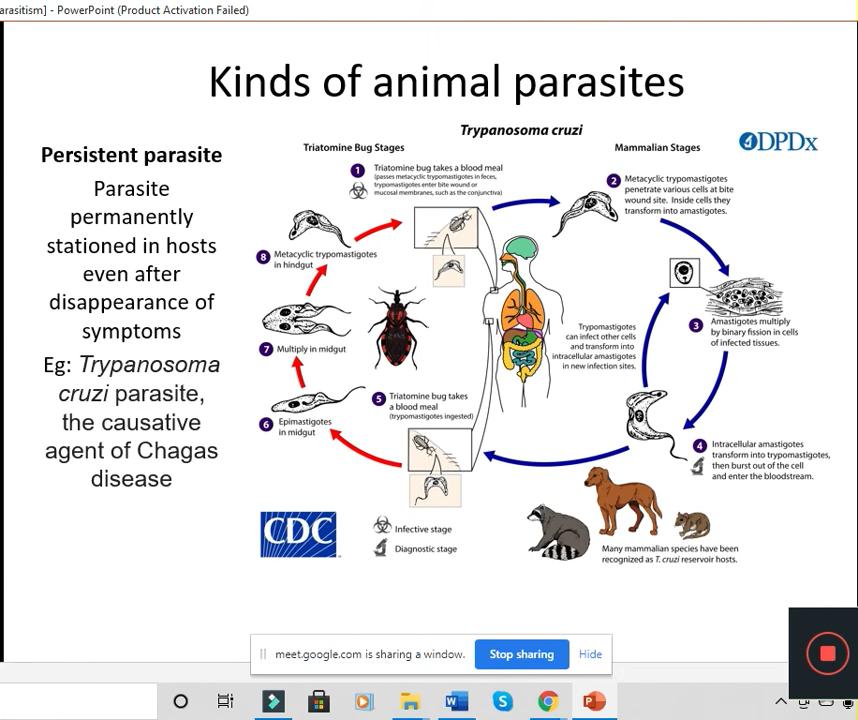 arasitism] - PowerPoint (Product Activation Failed)
Kinds of animal parasites
Persistent parasite
Parasite
permanently
stationed in hosts
even after
disappearance of
symptoms
Eg: Trypanosoma
cruzi parasite,
the causative
agent of Chagas
disease
Trypanosoma cruzi
DPDx
Triatomine Bug Stages
Mammalian Stages
1 Triatomine bug takes a blood meal
(passes metacyclic trypomastigotes in feces,
trypomastigotes enter bite wound or
mucosal membranes, such as the conjunctiva)
2 Metacyclic trypomastigotes
penetrate various cells at bite
wound site. Inside cells they
transform into amastigotes.
3 Amastigotes multiply
by binary fission in cells
of infected tissues.
Trypomastigotes
can infect other cells
and transform into
intracellular amastigotes
in new infection sites.
4 Intracellular amastigotes
transform into trypomastigotes,
then burst out of the cell
and enter the bloodstream.
5 Triatomine bug takes
a blood meal
(trypomastigotes ingested)
6 Epimastigotes
in midgut
7 Multiply in midgut
8 Metacyclic trypomastigotes
in hindgut
CDC
Infective stage
Diagnostic stage
Many mammalian species have been
recognized as T. cruzi reservoir hosts.
meet.google.com is sharing a window.
Stop sharing
Hide